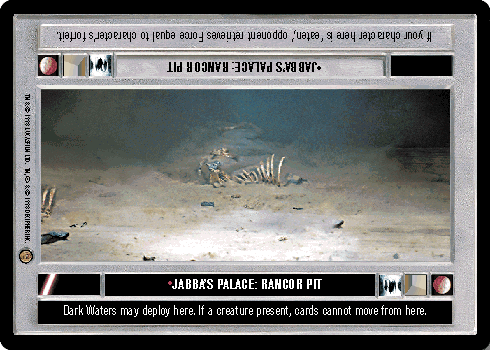 If your character here is 'eaten,' opponent retrieves Force equal to character's forfeit.
•JABBA'S PALACE: RANCOR PIT
•JABBA'S PALACE: RANCOR PIT
Dark Waters may deploy here. If a creature present, cards cannot move from here.